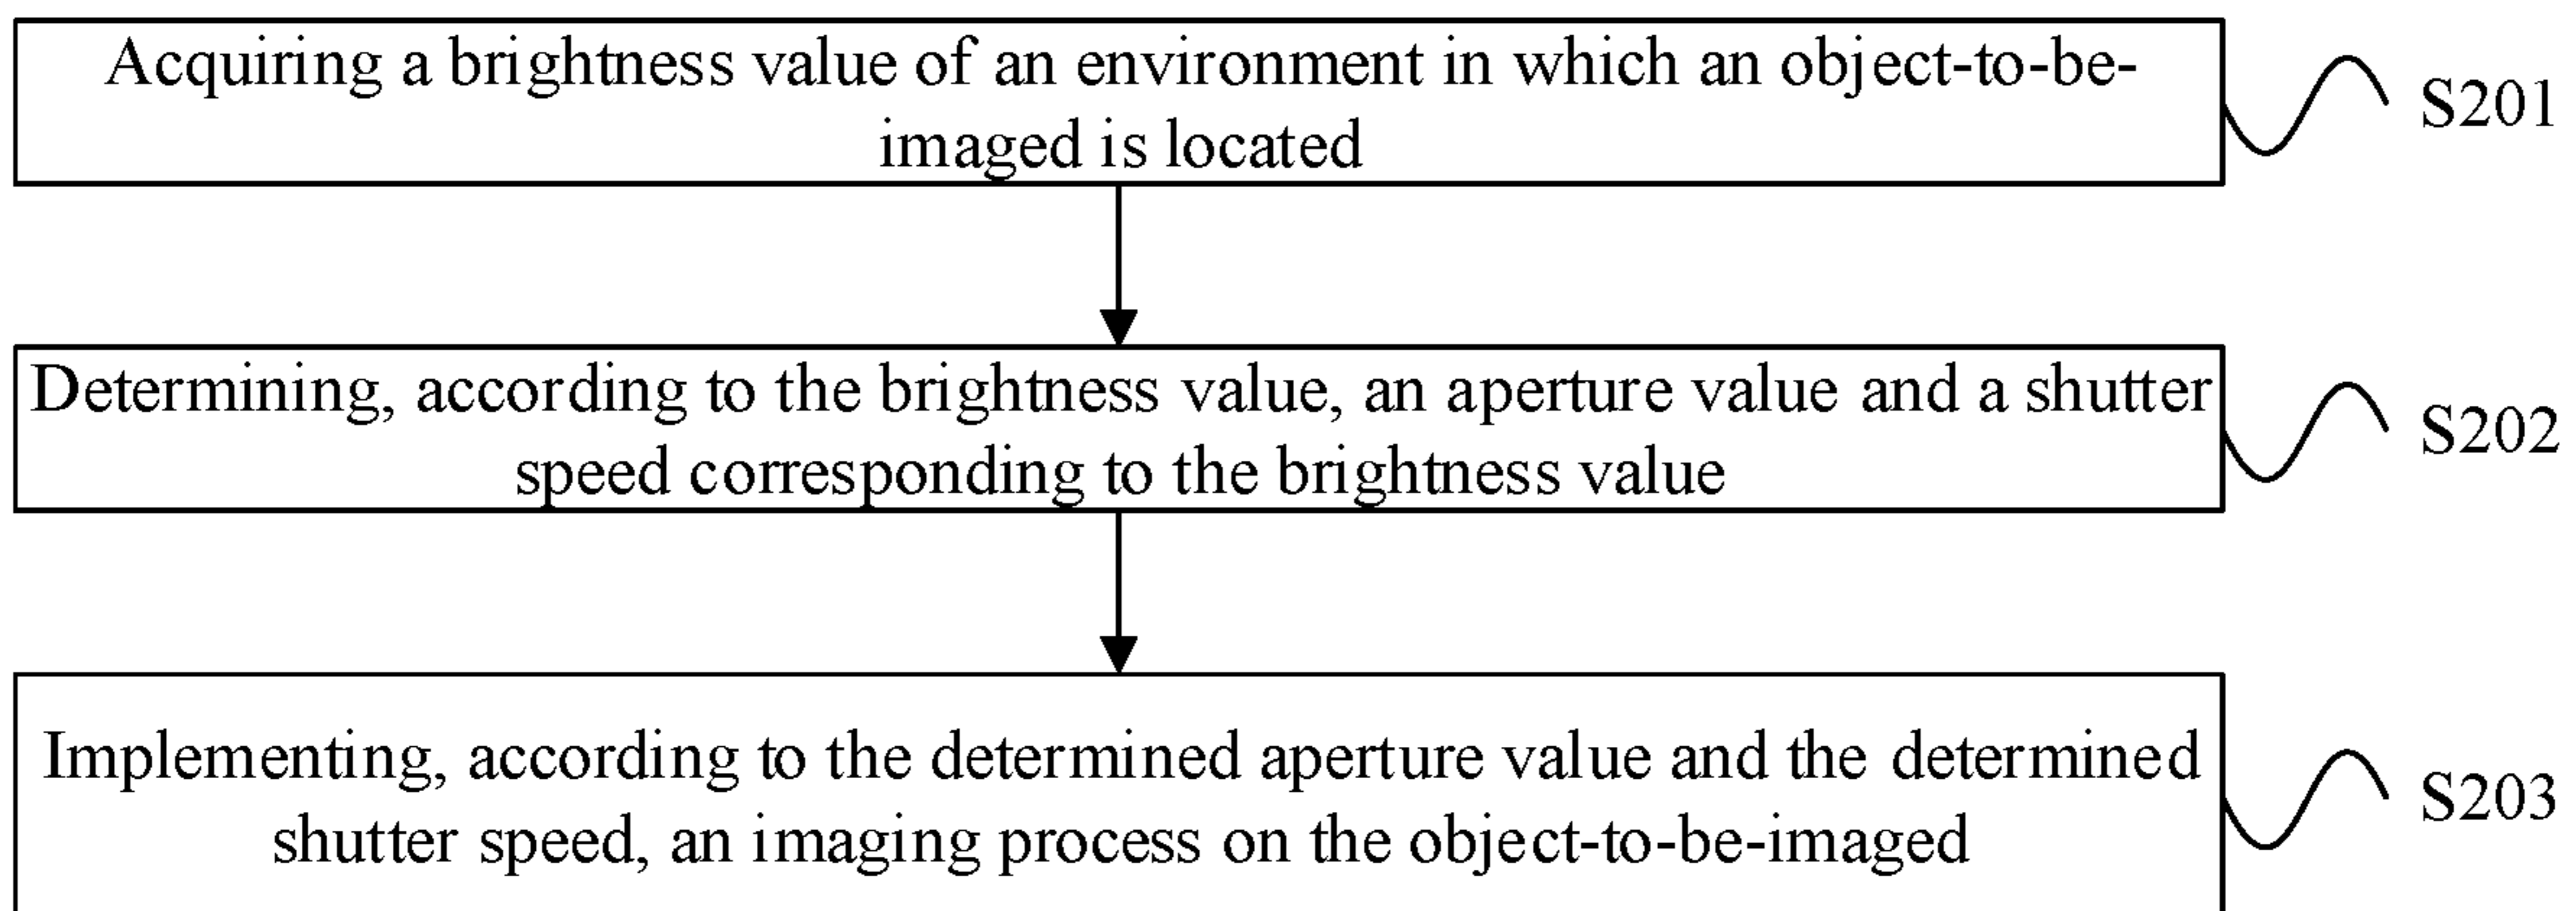 Acquiring a brightness value of an environment in which an object-to-be-
imaged is located
S201
Determining, according to the brightness value, an aperture value and a shutter
speed corresponding to the brightness value
S202
Implementing, according to the determined aperture value and the determined
shutter speed, an imaging process on the object-to-be-imaged
S203